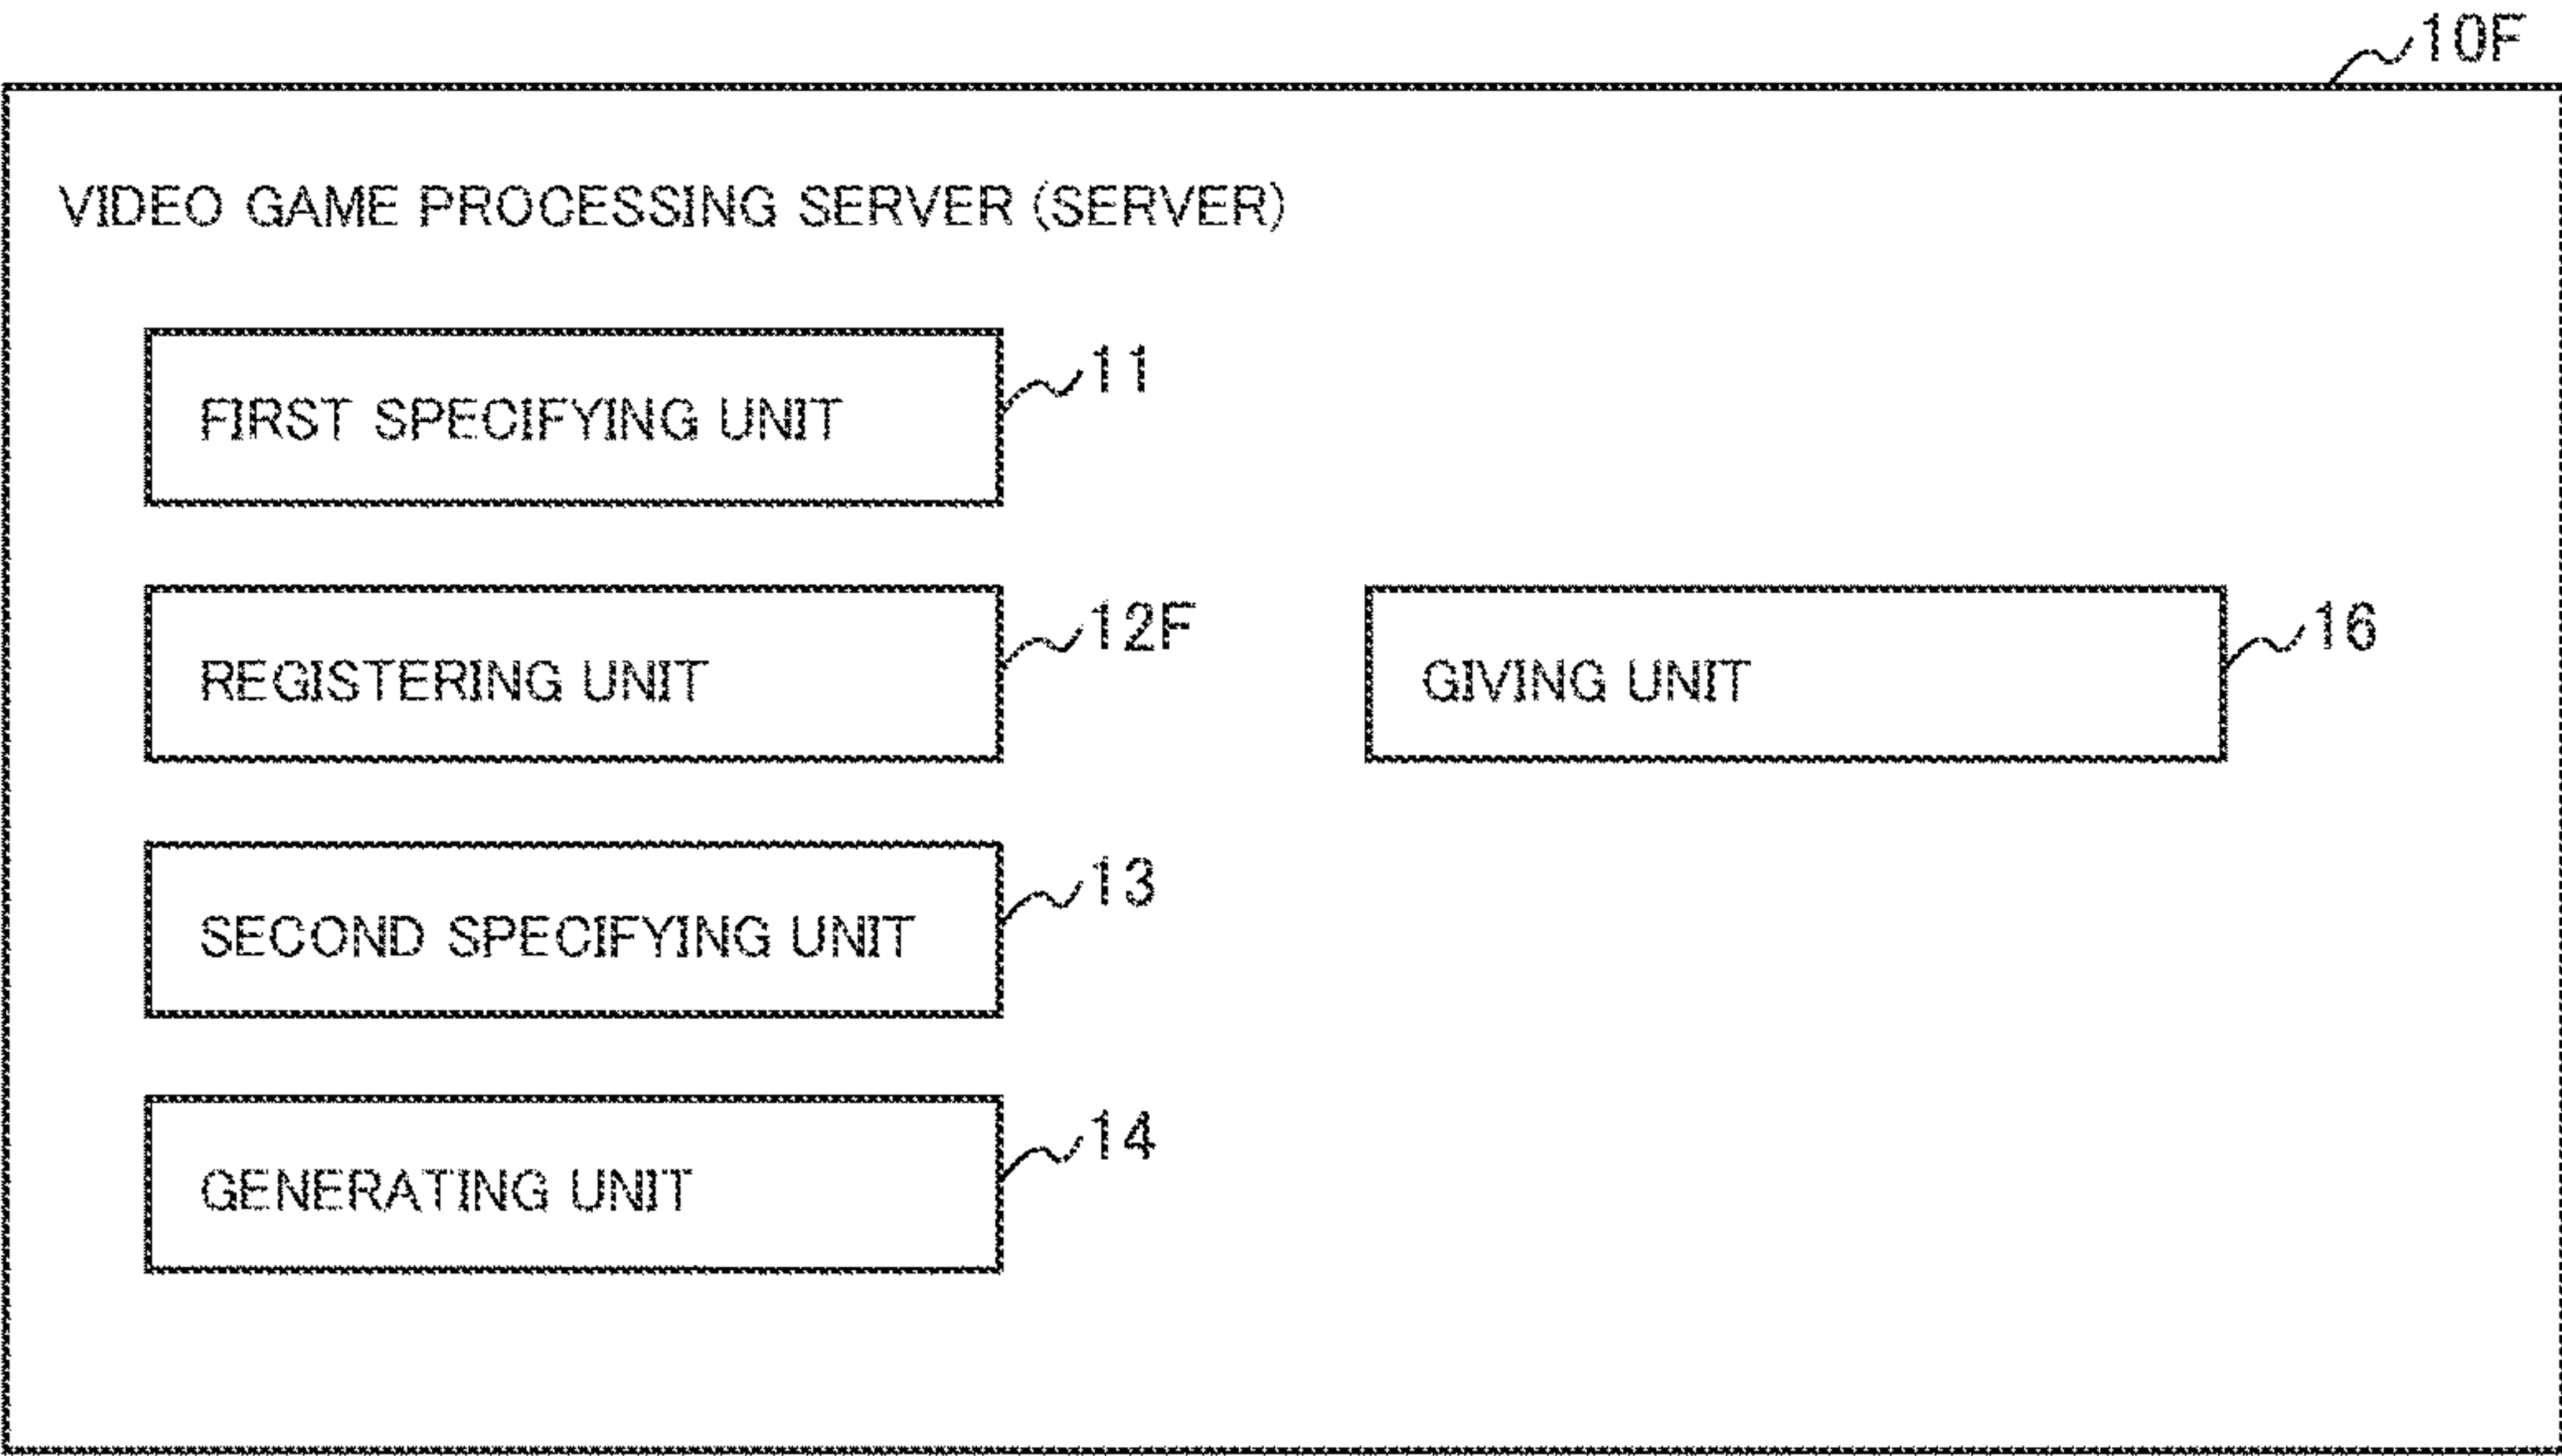 10F
VIDEO GAME PROCESSING SERVER (SERVER)
FIRST SPECIFYING UNIT
11
REGISTERING UNIT
12F
GIVING UNIT
16
SECOND SPECIFYING UNIT
13
GENERATING UNIT
14